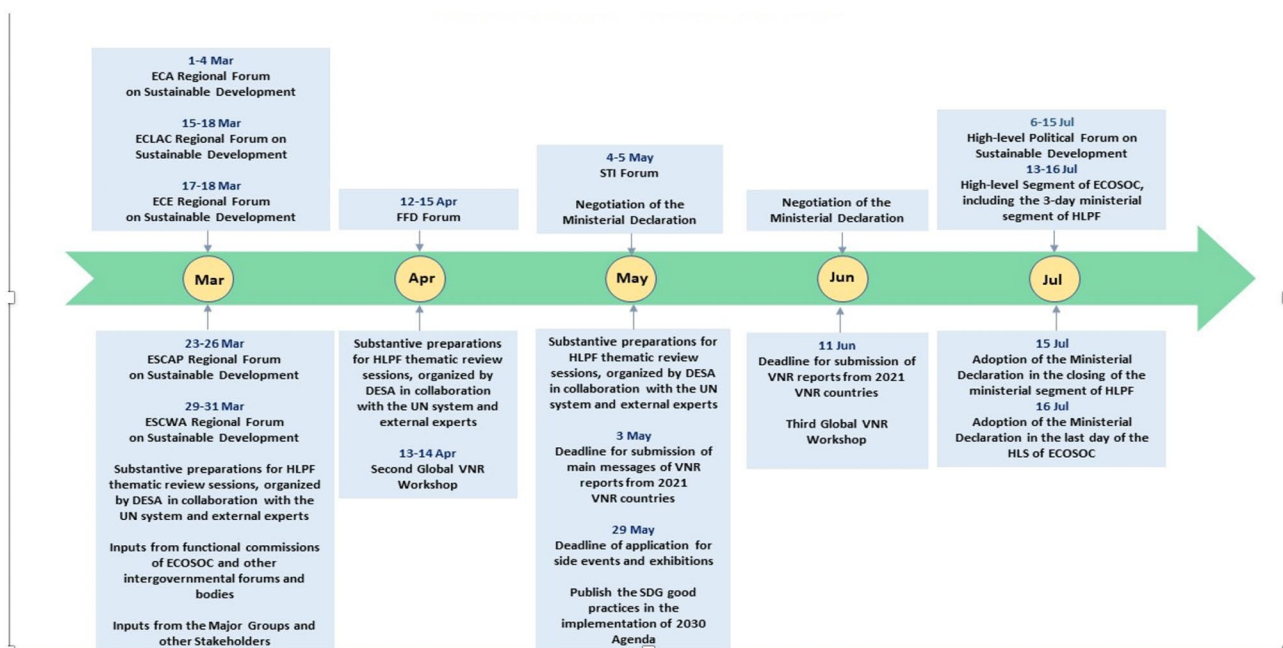 1-4 Mar
ECA Regional Forum
on Sustainable Development
15-18 Mar
ECLAC Regional Forum on
Sustainable Development
17-18 Mar
ECE Regional Forum
on Sustainable Development
12-15 Apr
FFD Forum
4-5 May
STI Forum
Negotiation of the
Ministerial Declaration
Negotiation of the
Ministerial Declaration
6-15 Jul
High-level Political Forum on
Sustainable Development
13-16 Jul
High-level Segment of ECOSOC,
including the 3-day ministerial
segment of HLPF
Mar
Apr
May
Jun
Jul
23-26 Mar
ESCAP Regional Forum
on Sustainable Development
29-31 Mar
ESCWA Regional Forum
on Sustainable Development
Substantive preparations for HLPF
thematic review sessions, organized
by DESA in collaboration with the
UN system and external experts
Inputs from functional commissions
of ECOSOC and other
intergovernmental forums and
bodies
Inputs from the Major Groups and
other Stakeholders
Substantive preparations
for HLPF thematic review
sessions, organized by
DESA in collaboration
with the UN system and
external experts
13-14 Apr
Second Global VNR
Workshop
Substantive preparations for
HLPF thematic review
sessions, organized by DESA
in collaboration with the UN
system and external experts
3 May
Deadline for submission of
main messages of VNR
reports from 2021
VNR countries
29 May
Deadline of application for
side events and exhibitions
Publish the SDG good
practices in the
implementation of 2030
Agenda
11 Jun
Deadline for submission of
VNR reports from 2021
VNR countries
Third Global VNR
Workshop
15 Jul
Adoption of the Ministerial
Declaration in the closing of the
ministerial segment of HLPF
16 Jul
Adoption of the Ministerial
Declaration in the last day of the
HLS of ECOSOC